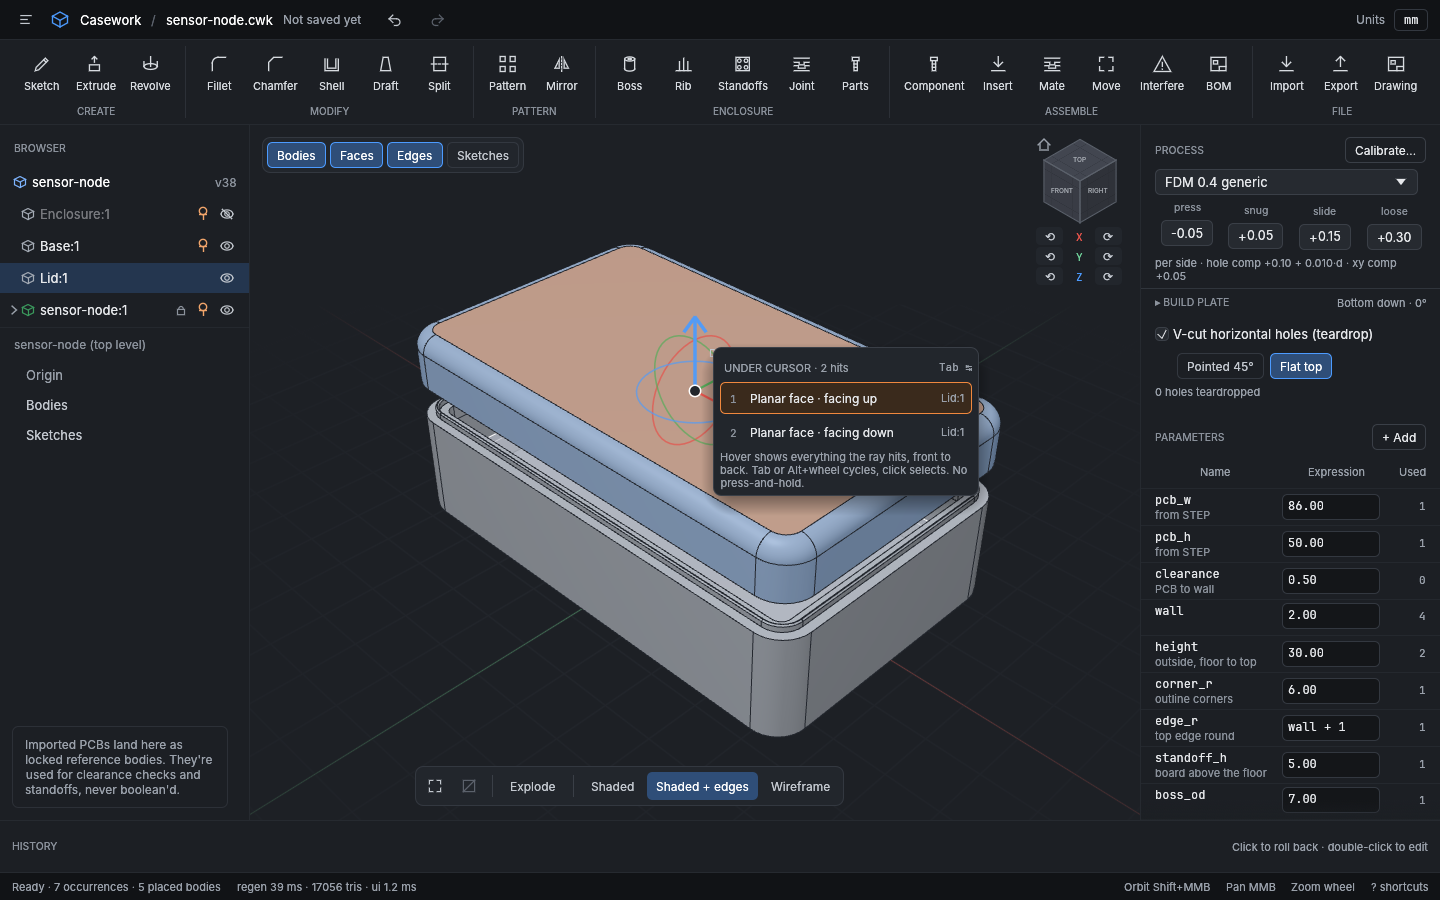 Casework / sensor-node.cwk Not saved yet
Units mm
Sketch Extrude Revolve Fillet Chamfer Shell Draft Split Pattern Mirror Boss Rib Standoffs Joint Parts Component Insert Mate Move Interfere BOM Import Export Drawing
CREATE MODIFY PATTERN ENCLOSURE ASSEMBLE FILE
BROWSER
sensor-node v38
Enclosure:1
Base:1
Lid:1
sensor-node:1
sensor-node (top level)
Origin
Bodies
Sketches
Imported PCBs land here as
locked reference bodies. They're
used for clearance checks and
standoffs, never boolean'd.
Bodies Faces Edges Sketches
TOP
FRONT RIGHT
X
Y
Z
UNDER CURSOR · 2 hits Tab ⇆
1 Planar face · facing up Lid:1
2 Planar face · facing down Lid:1
Hover shows everything the ray hits, front to
back. Tab or Alt+wheel cycles, click selects. No
press-and-hold.
Explode Shaded Shaded + edges Wireframe
PROCESS Calibrate...
FDM 0.4 generic
press snug slide loose
-0.05 +0.05 +0.15 +0.30
per side · hole comp +0.10 + 0.010·d · xy comp
+0.05
▸ BUILD PLATE Bottom down · 0°
V-cut horizontal holes (teardrop)
Pointed 45° Flat top
0 holes teardropped
PARAMETERS + Add
Name Expression Used
pcb_w 86.00 1
from STEP
pcb_h 50.00 1
from STEP
clearance 0.50 0
PCB to wall
wall 2.00 4
height 30.00 2
outside, floor to top
corner_r 6.00 1
outline corners
edge_r wall + 1 1
top edge round
standoff_h 5.00 1
board above the floor
boss_od 7.00 1
HISTORY Click to roll back · double-click to edit
Ready · 7 occurrences · 5 placed bodies regen 39 ms · 17056 tris · ui 1.2 ms
Orbit Shift+MMB Pan MMB Zoom wheel ? shortcuts